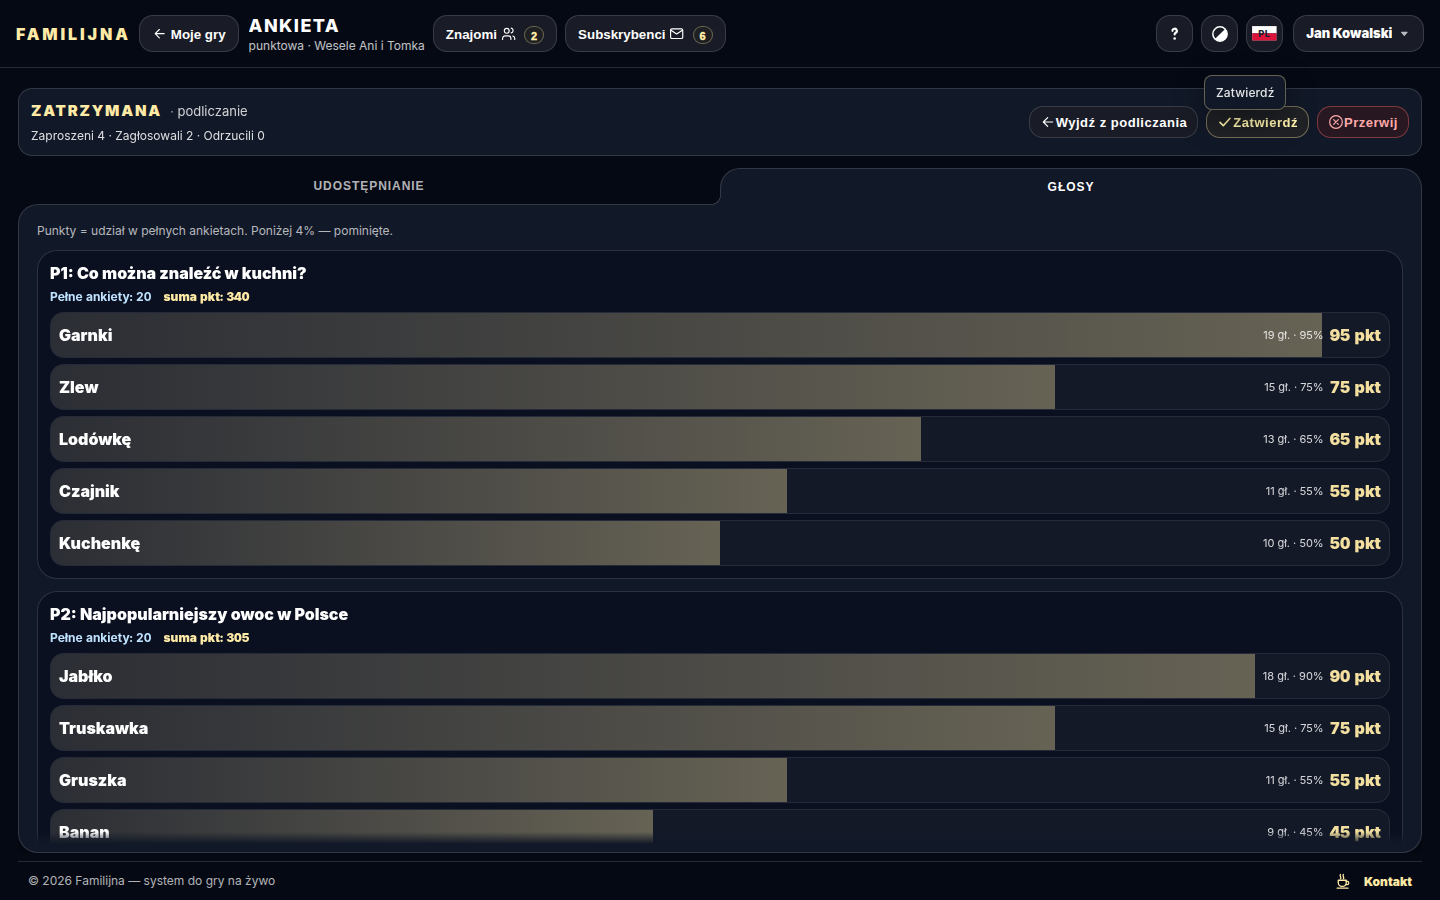 FAMILIJNA
← Moje gry
ANKIETA
punktowa · Wesele Ani i Tomka
Znajomi 2
Subskrybenci 6
?
PL
Jan Kowalski
Zatwierdź
ZATRZYMANA · podliczanie
Zaproszeni 4 · Zagłosowali 2 · Odrzucili 0
←Wyjdź z podliczania
Zatwierdź
Przerwij
UDOSTĘPNIANIE
GŁOSY
Punkty = udział w pełnych ankietach. Poniżej 4% — pominięte.
P1: Co można znaleźć w kuchni?
Pełne ankiety: 20 suma pkt: 340
Garnki 19 gł. · 95% 95 pkt
Zlew 15 gł. · 75% 75 pkt
Lodówkę 13 gł. · 65% 65 pkt
Czajnik 11 gł. · 55% 55 pkt
Kuchenkę 10 gł. · 50% 50 pkt
P2: Najpopularniejszy owoc w Polsce
Pełne ankiety: 20 suma pkt: 305
Jabłko 18 gł. · 90% 90 pkt
Truskawka 15 gł. · 75% 75 pkt
Gruszka 11 gł. · 55% 55 pkt
Banan 9 gł. · 45% 45 pkt
© 2026 Familijna — system do gry na żywo
Kontakt